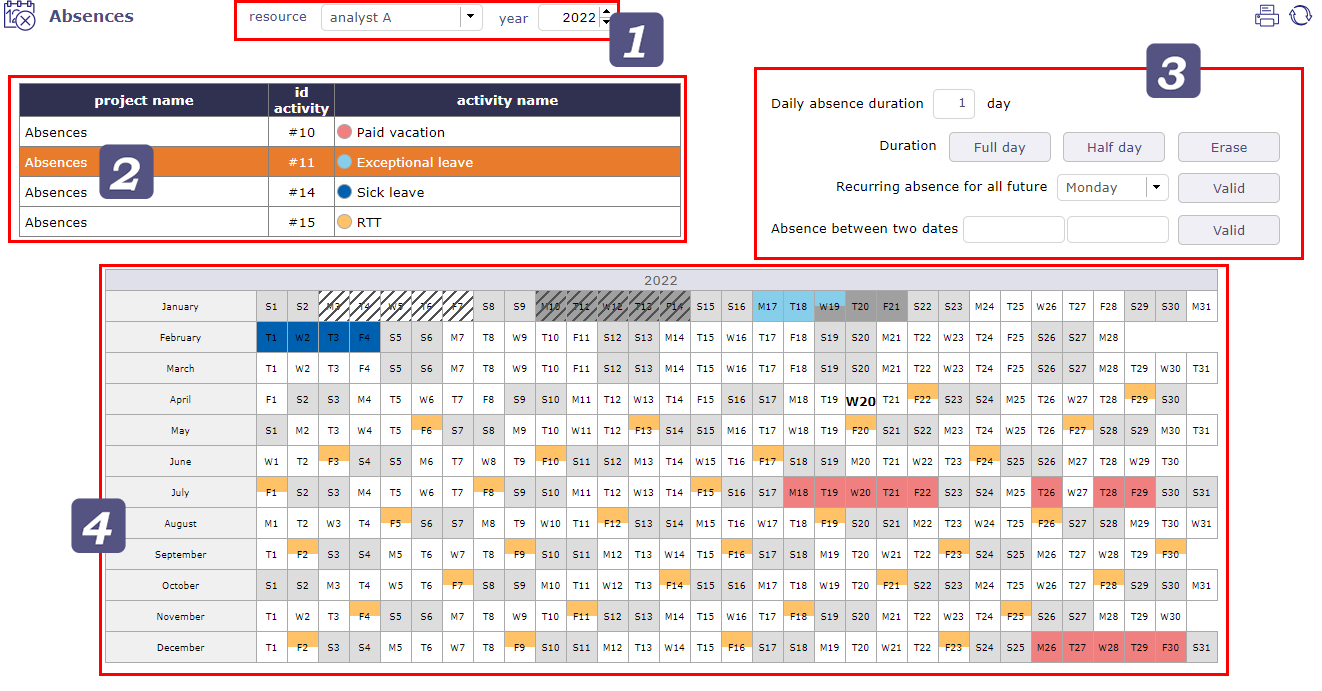 Absences resource analyst A year 2022
1
3
project name id activity activity name
Absences #10 Paid vacation
Absences #11 Exceptional leave
Absences #14 Sick leave
Absences #15 RTT
2
Daily absence duration 1 day
Duration Full day Half day Erase
Recurring absence for all future Monday Valid
Absence between two dates Valid
4
2022
January S1 S2 M3 T4 W5 T6 F7 S8 S9 M10 T11 W12 T13 F14 S15 S16 M17 T18 W19 T20 F21 S22 S23 M24 T25 W26 T27 F28 S29 S30 M31
February T1 W2 T3 F4 S5 S6 M7 T8 W9 T10 F11 S12 S13 M14 T15 W16 T17 F18 S19 S20 M21 T22 W23 T24 F25 S26 S27 M28
March T1 W2 T3 F4 S5 S6 M7 T8 W9 T10 F11 S12 S13 M14 T15 W16 T17 F18 S19 S20 M21 T22 W23 T24 F25 S26 S27 M28 T29 W30 T31
April F1 S2 S3 M4 T5 W6 T7 F8 S9 S10 M11 T12 W13 T14 F15 S16 S17 M18 T19 W20 T21 F22 S23 S24 M25 T26 W27 T28 F29 S30
May S1 M2 T3 W4 T5 F6 S7 S8 M9 T10 W11 T12 F13 S14 S15 M16 T17 W18 T19 F20 S21 S22 M23 T24 W25 T26 F27 S28 S29 M30 T31
June W1 T2 F3 S4 S5 M6 T7 W8 T9 F10 S11 S12 M13 T14 W15 T16 F17 S18 S19 M20 T21 W22 T23 F24 S25 S26 M27 T28 W29 T30
July F1 S2 S3 M4 T5 W6 T7 F8 S9 S10 M11 T12 W13 T14 F15 S16 S17 M18 T19 W20 T21 F22 S23 S24 M25 T26 W27 T28 F29 S30 S31
August M1 T2 W3 T4 F5 S6 S7 M8 T9 W10 T11 F12 S13 S14 M15 T16 W17 T18 F19 S20 S21 M22 T23 W24 T25 F26 S27 S28 M29 T30 W31
September T1 F2 S3 S4 M5 T6 W7 T8 F9 S10 S11 M12 T13 W14 T15 F16 S17 S18 M19 T20 W21 T22 F23 S24 S25 M26 T27 W28 T29 F30
October S1 S2 M3 T4 W5 T6 F7 S8 S9 M10 T11 W12 T13 F14 S15 S16 M17 T18 W19 T20 F21 S22 S23 M24 T25 W26 T27 F28 S29 S30 M31
November T1 W2 T3 F4 S5 S6 M7 T8 W9 T10 F11 S12 S13 M14 T15 W16 T17 F18 S19 S20 M21 T22 W23 T24 F25 S26 S27 M28 T29 W30
December T1 F2 S3 S4 M5 T6 W7 T8 F9 S10 S11 M12 T13 W14 T15 F16 S17 S18 M19 T20 W21 T22 F23 S24 S25 M26 T27 W28 T29 F30 S31